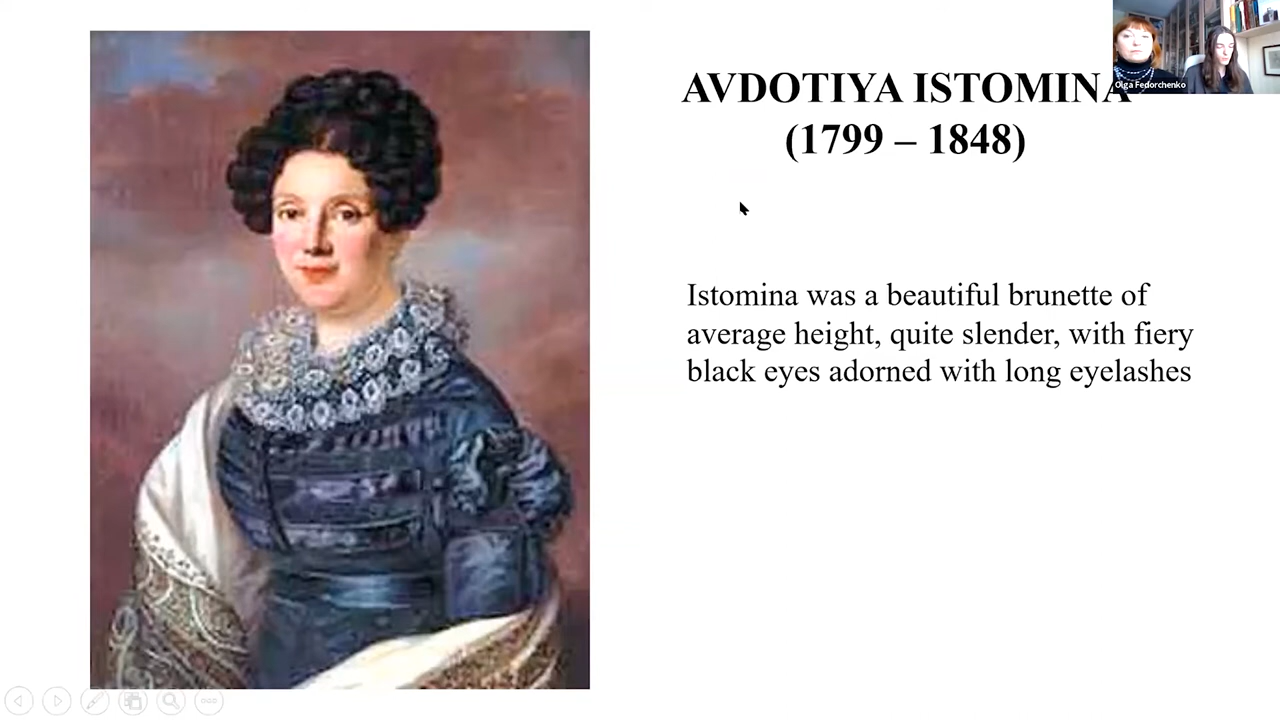 AVDOTIYA ISTOMINA
(1799 – 1848)
Istomina was a beautiful brunette of
average height, quite slender, with fiery
black eyes adorned with long eyelashes
Olga Fedorchenko